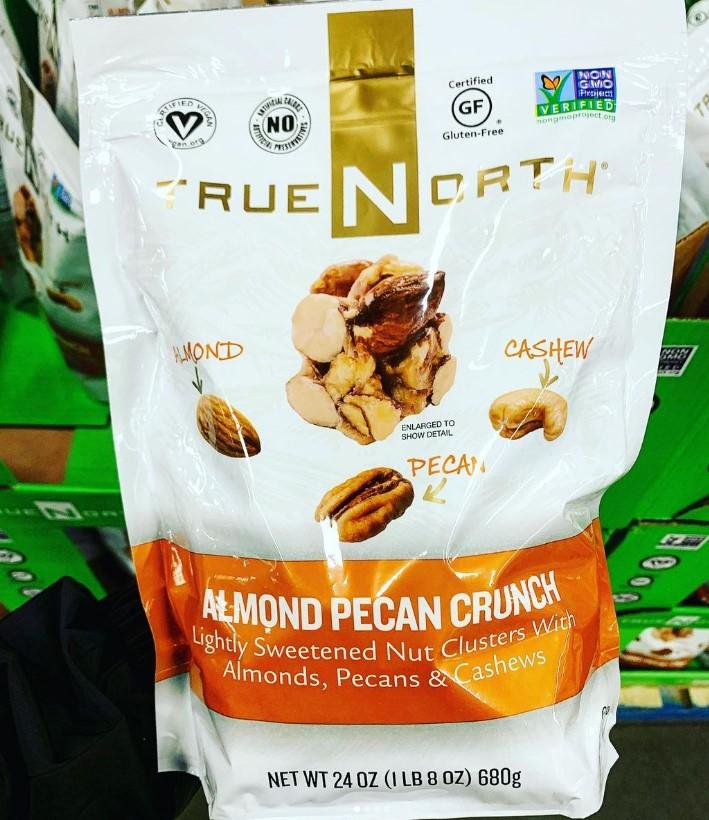 CERTIFIED VEGAN
vegan.org
ARTIFICIAL COLORS
NO
ARTIFICIAL PRESERVATIVES
Certified
GF
®
Gluten-Free
NON
GMO
Project
VERIFIED
nongmoproject.org
TRUE NORTH®
ALMOND
CASHEW
ENLARGED TO
SHOW DETAIL
PECAN
ALMOND PECAN CRUNCH
Lightly Sweetened Nut Clusters With
Almonds, Pecans & Cashews
NET WT 24 OZ (1 LB 8 OZ) 680g